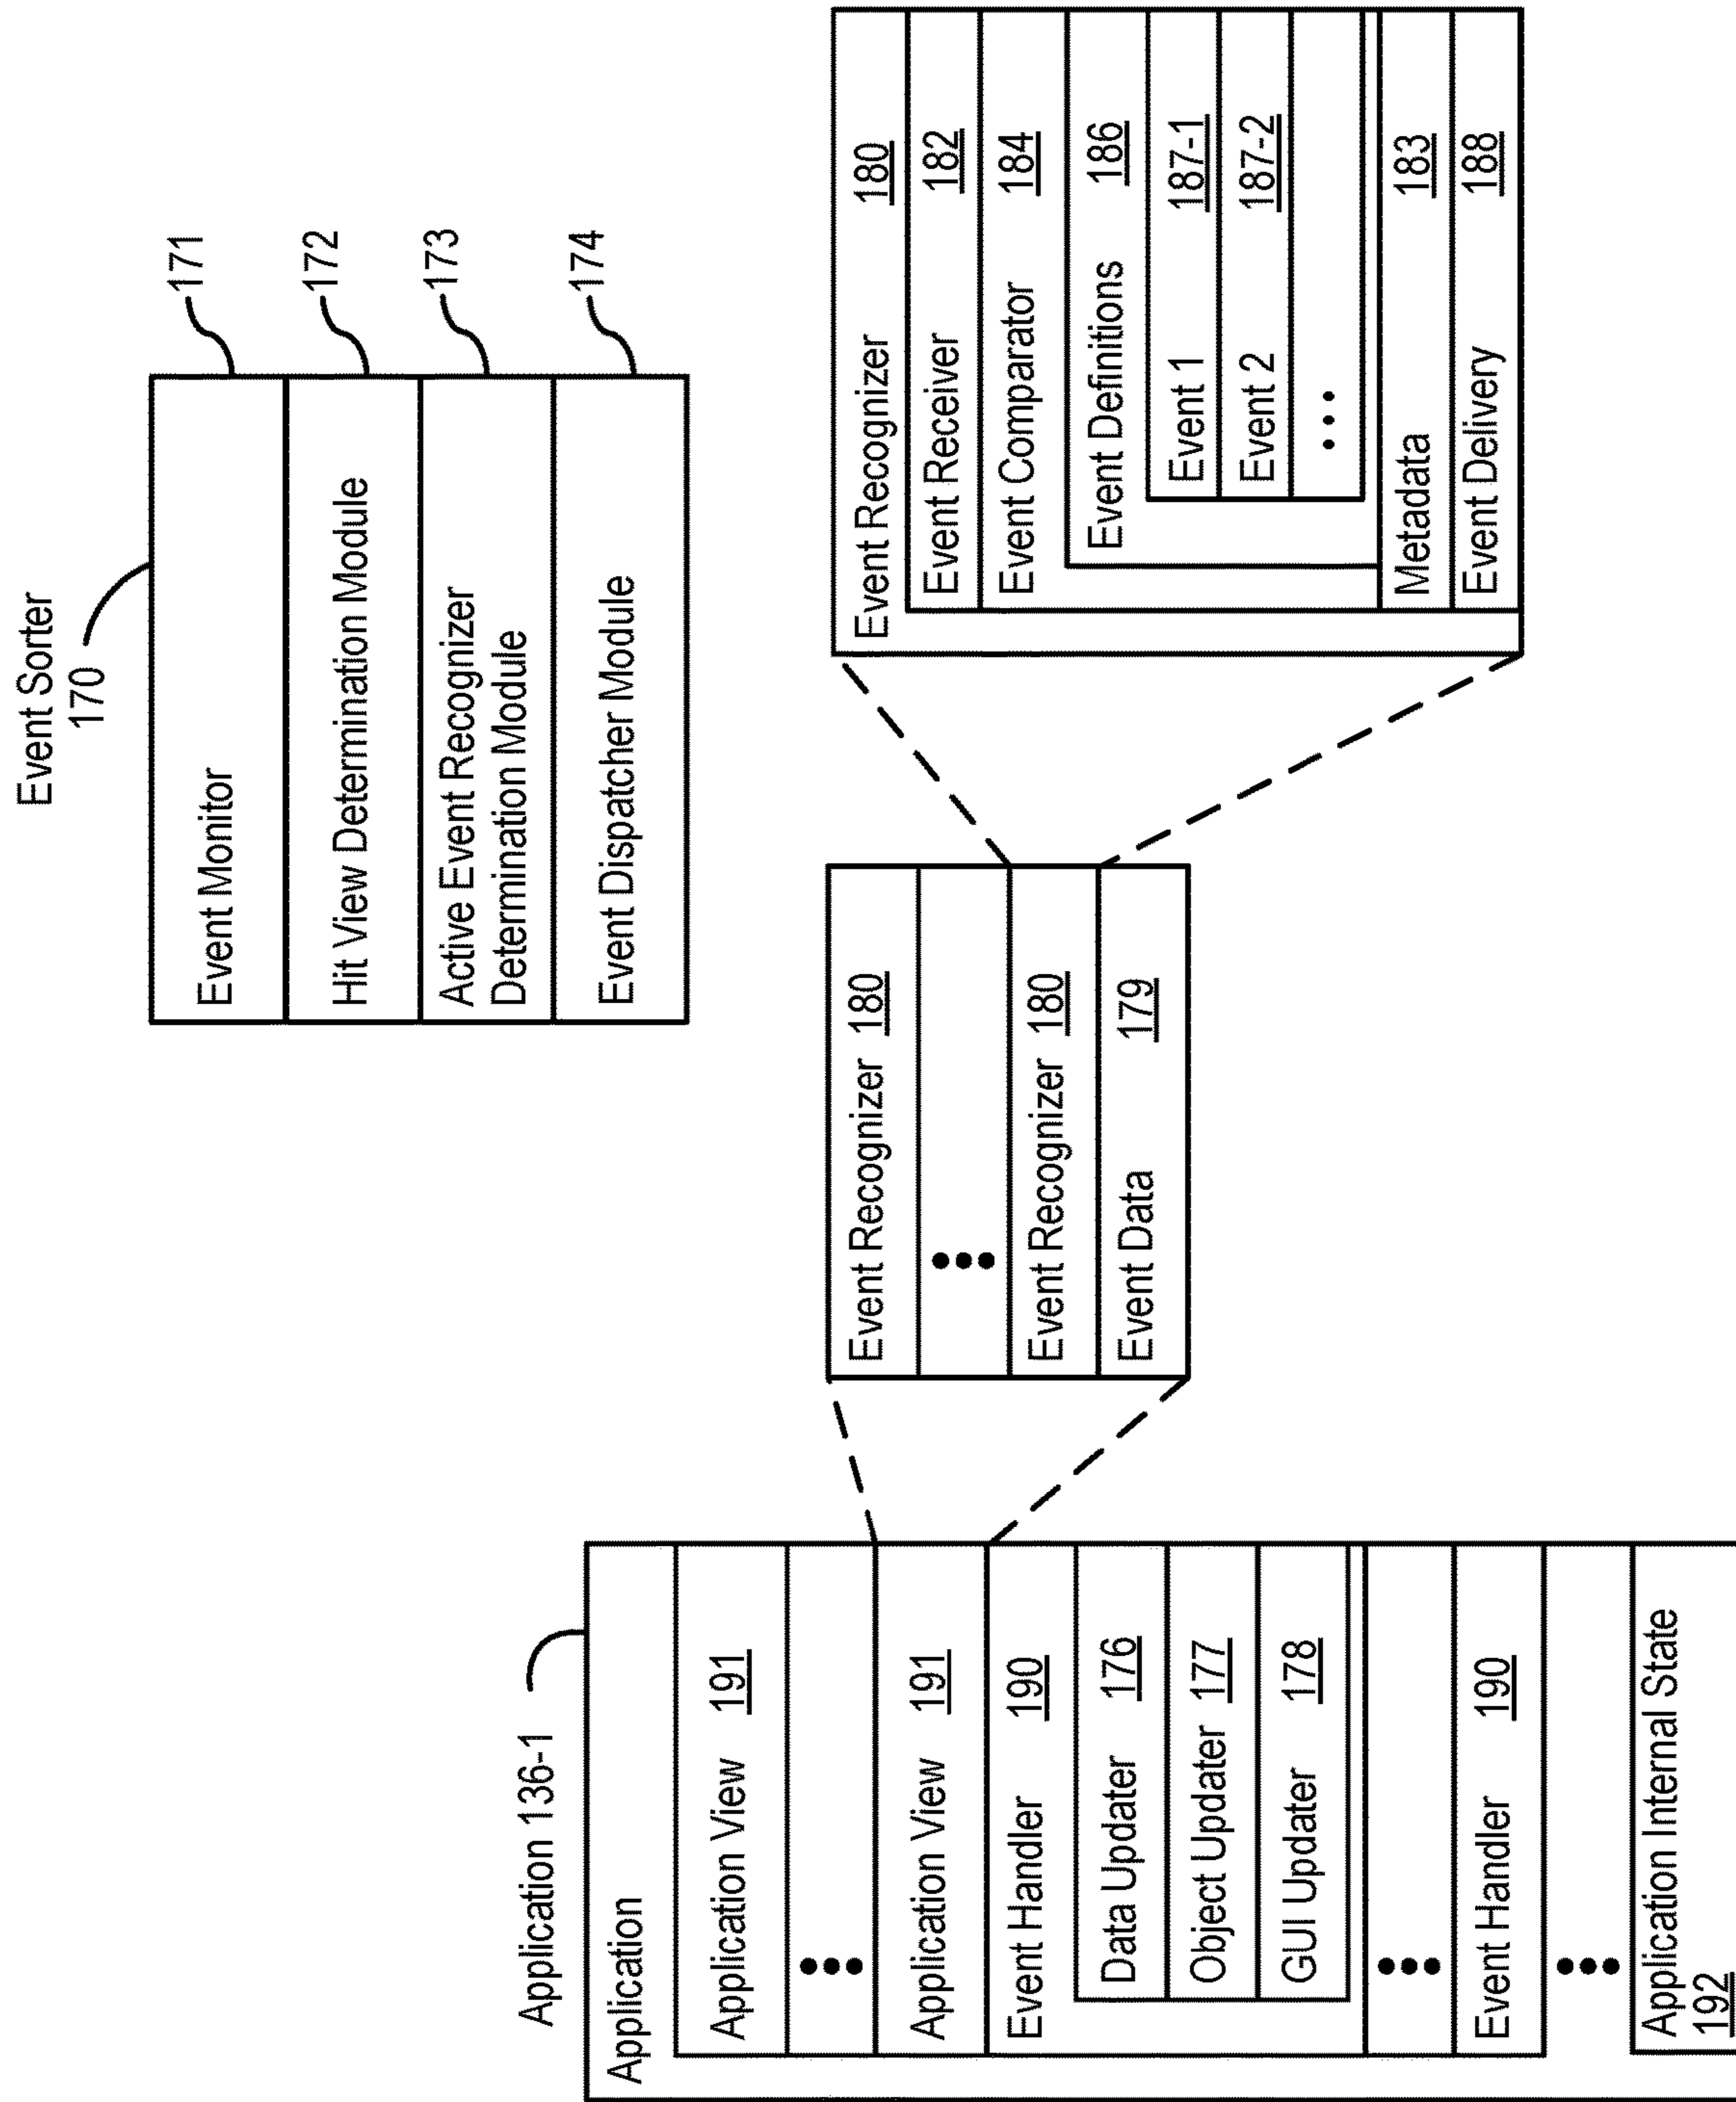 Event Sorter
170
Event Monitor
171
Hit View Determination Module
172
Active Event Recognizer
Determination Module
173
Event Dispatcher Module
174
Application 136-1
Application
Application View 191
Application View 191
Event Handler 190
Data Updater 176
Object Updater 177
GUI Updater 178
Event Handler 190
Application Internal State
192
Event Recognizer 180
Event Recognizer 180
Event Data 179
Event Recognizer 180
Event Receiver 182
Event Comparator 184
Event Definitions 186
Event 1 187-1
Event 2 187-2
Metadata 183
Event Delivery 188